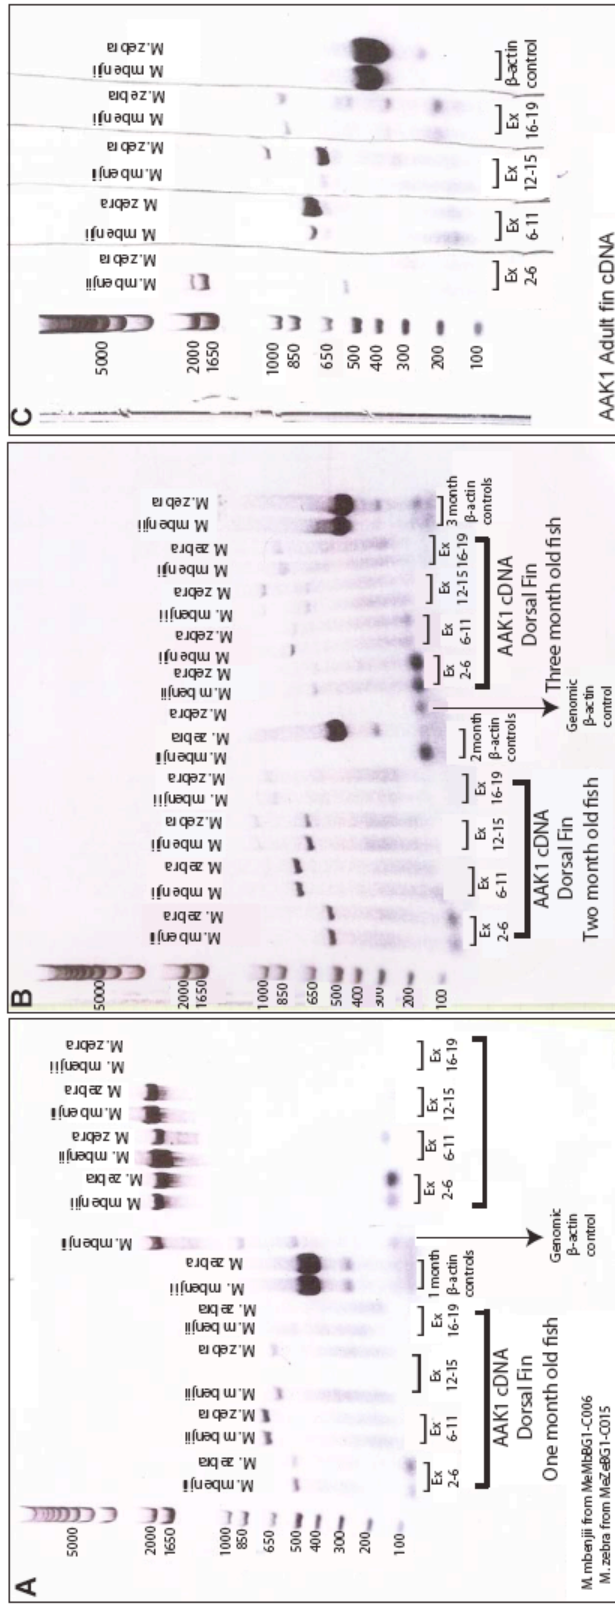 A
M.mbenjii
M. zebra
M. m benjii
M. zebra
M. m benjii
M. zebra
M. m benjii
M. zebra
M. mbenjii
M zebra
M.mbenjii
M mbenjii
M. zebra
M. mbenjii
M zebra
M.mbenjii
M zebra
M. mbenjii
M.zebra
5000
2000
1650
1000
850
650
500
400
300
200
100
Ex
2-6
Ex
6-11
Ex
12-15
Ex
16-19
1 month
β-actin
controls
Ex
2-6
Ex
6-11
Ex
12-15
Ex
16-19
AAK1 cDNA
Dorsal Fin
One month old fish
Genomic
β-actin
control
M. mbenjii from MeMbBG1-C006
M. zebra from MeZeBG1-C015
B
M.mbenjii
M. zebra
M mbenjii
M zebra
M mbenjii
M.zebra
M. mbenjii
M.zebra
M.mbenjii
M. zebra
M.zebra
M.m benjii
M zebra
M mbenjii
M.zebra
M. mbenjii
M zebra
M mbenjii
M zebra
M mbenjii
M.zebra
5000
2000
1650
1000
850
650
500
400
300
200
100
Ex
2-6
Ex
6-11
Ex
12-15
Ex
16-19
2 month
β-actin
controls
Ex
2-6
Ex
6-11
Ex
12-15
Ex
16-19
3 month
β-actin
controls
AAK1 cDNA
Dorsal Fin
Two month old fish
Genomic
β-actin
control
AAK1 cDNA
Dorsal Fin
Three month old fish
C
M.mbenjii
M zebra
M mbenjii
M zebra
M.mbenjii
M zebra
M mbenjii
M zebra
M mbenjii
M.zebra
5000
2000
1650
1000
850
650
500
400
300
200
100
Ex
2-6
Ex
6-11
Ex
12-15
Ex
16-19
β-actin
control
AAK1 Adult fin cDNA